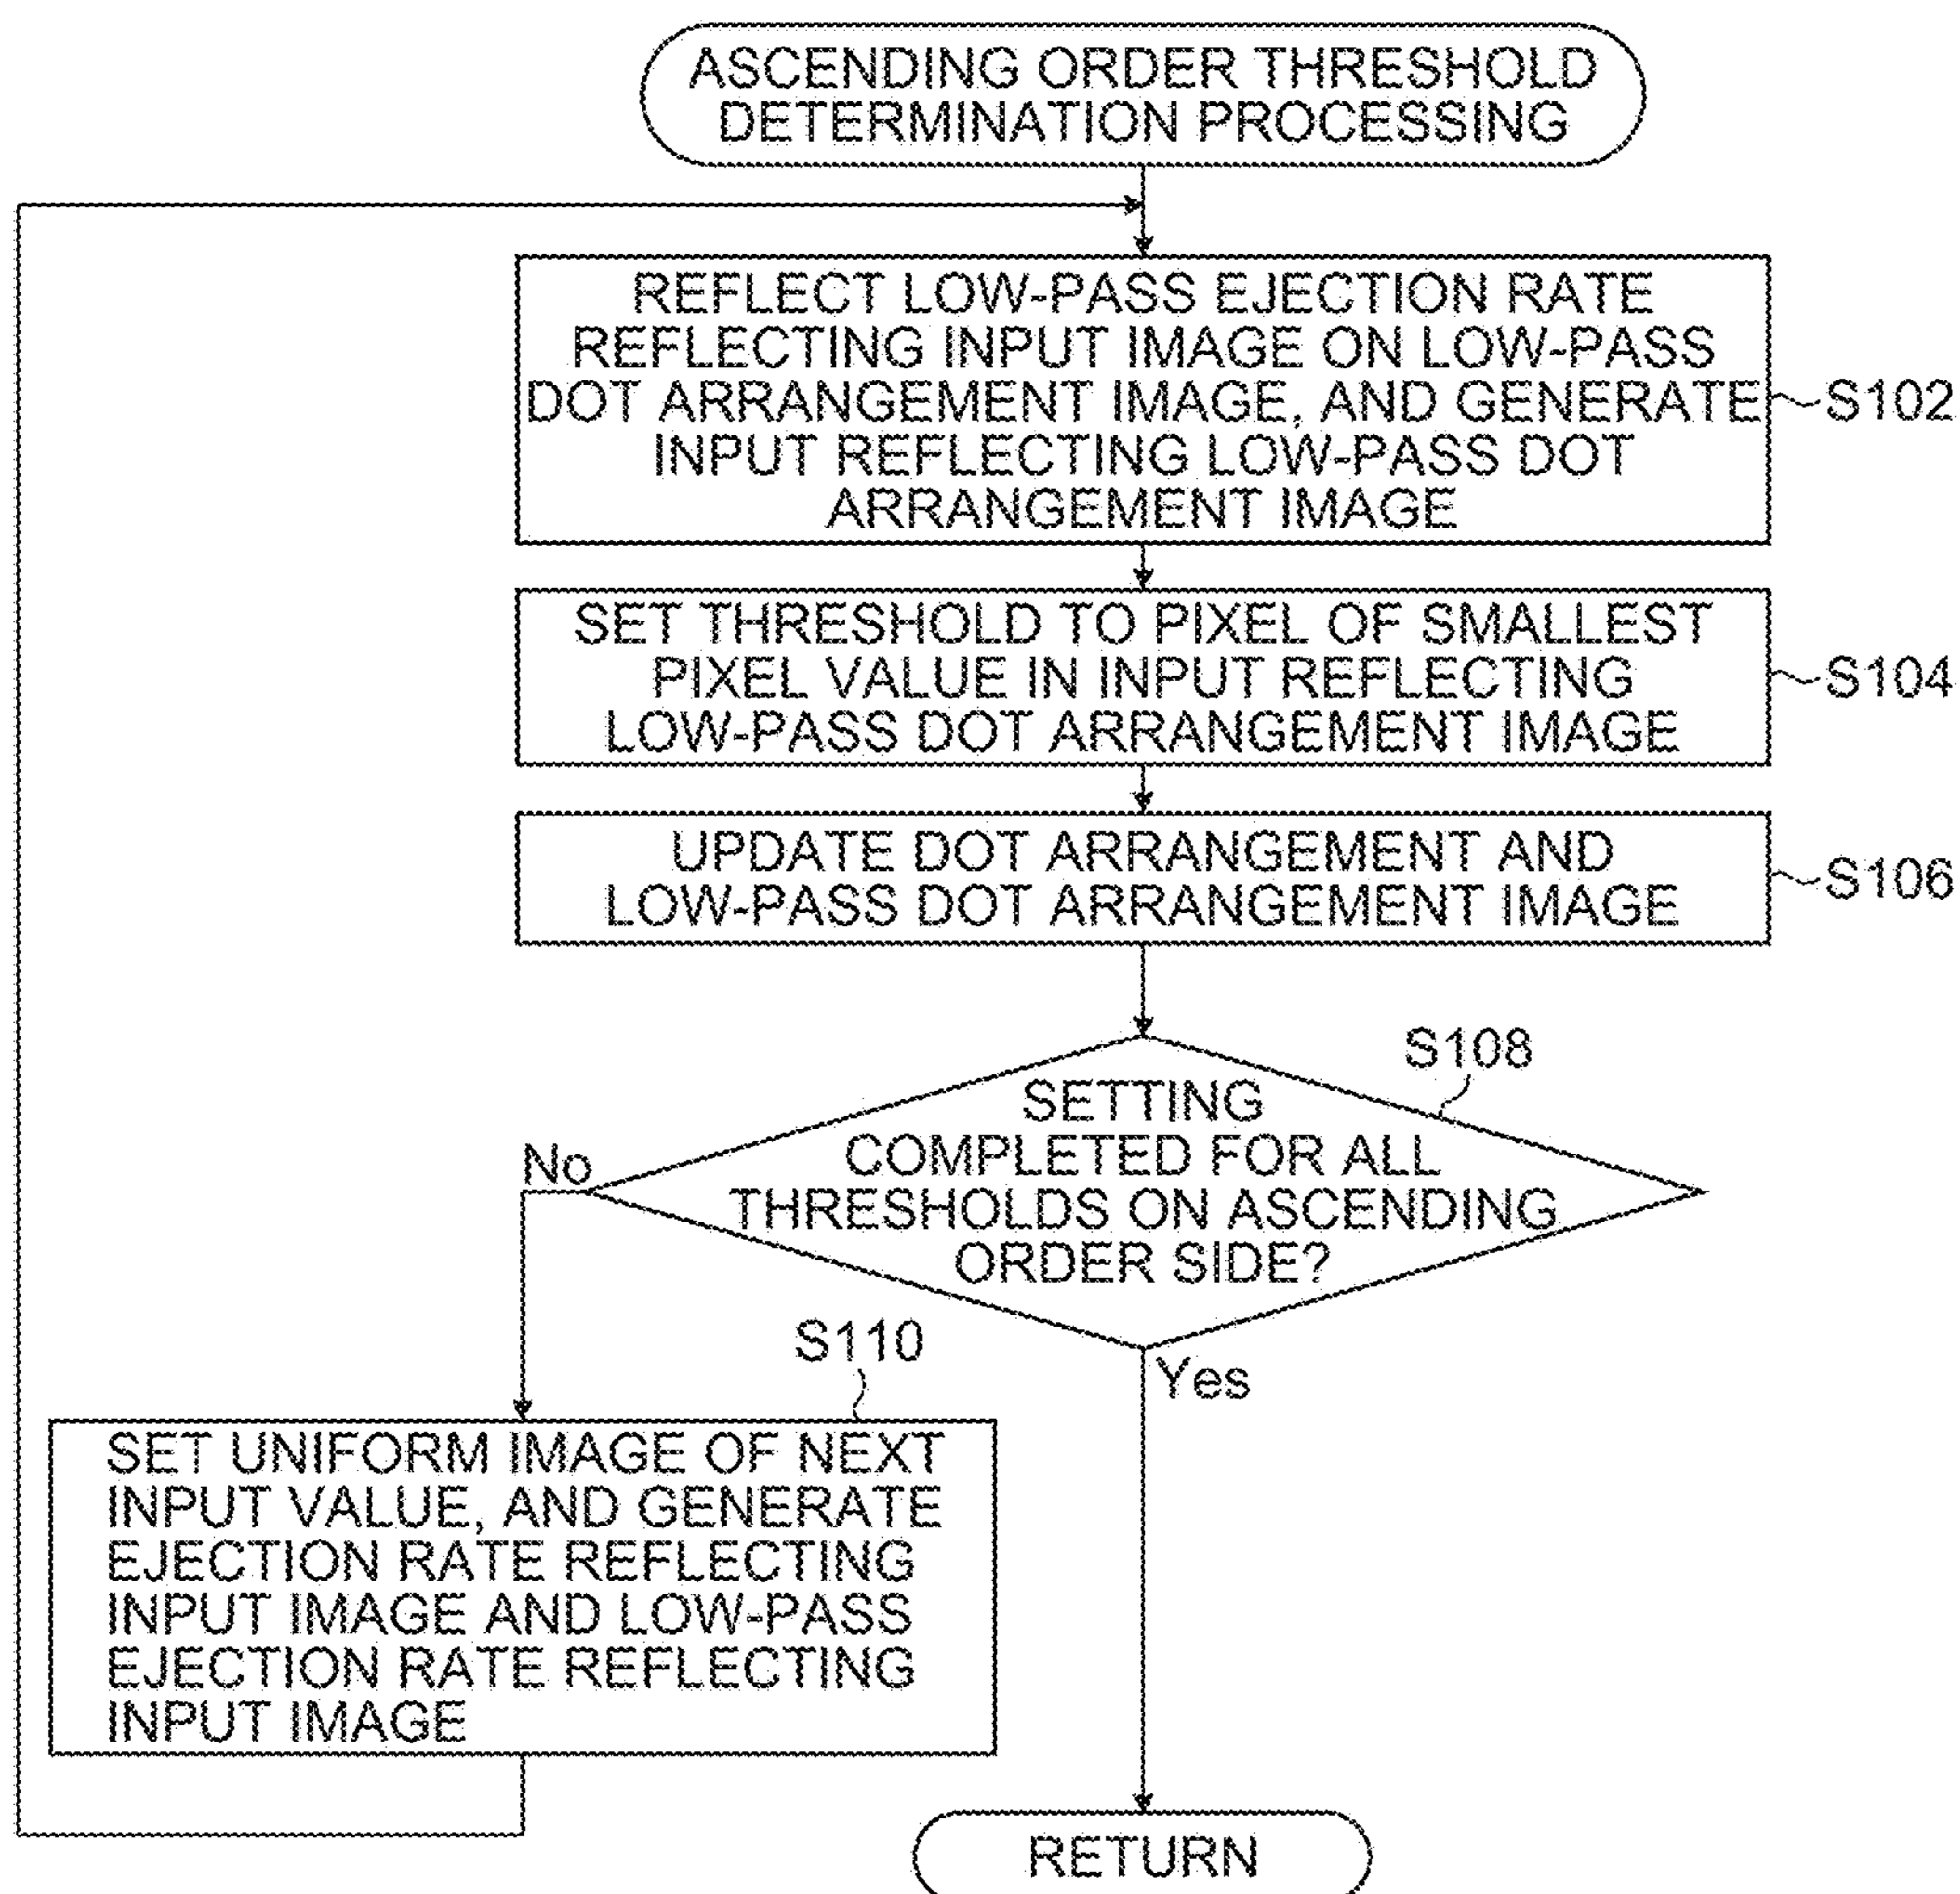 ASCENDING ORDER THRESHOLD
DETERMINATION PROCESSING
REFLECT LOW-PASS EJECTION RATE
REFLECTING INPUT IMAGE ON LOW-PASS
DOT ARRANGEMENT IMAGE, AND GENERATE
INPUT REFLECTING LOW-PASS DOT
ARRANGEMENT IMAGE
S102
SET THRESHOLD TO PIXEL OF SMALLEST
PIXEL VALUE IN INPUT REFLECTING
LOW-PASS DOT ARRANGEMENT IMAGE
S104
UPDATE DOT ARRANGEMENT AND
LOW-PASS DOT ARRANGEMENT IMAGE
S106
S108
SETTING
COMPLETED FOR ALL
THRESHOLDS ON ASCENDING
ORDER SIDE?
No
Yes
S110
SET UNIFORM IMAGE OF NEXT
INPUT VALUE, AND GENERATE
EJECTION RATE REFLECTING
INPUT IMAGE AND LOW-PASS
EJECTION RATE REFLECTING
INPUT IMAGE
RETURN